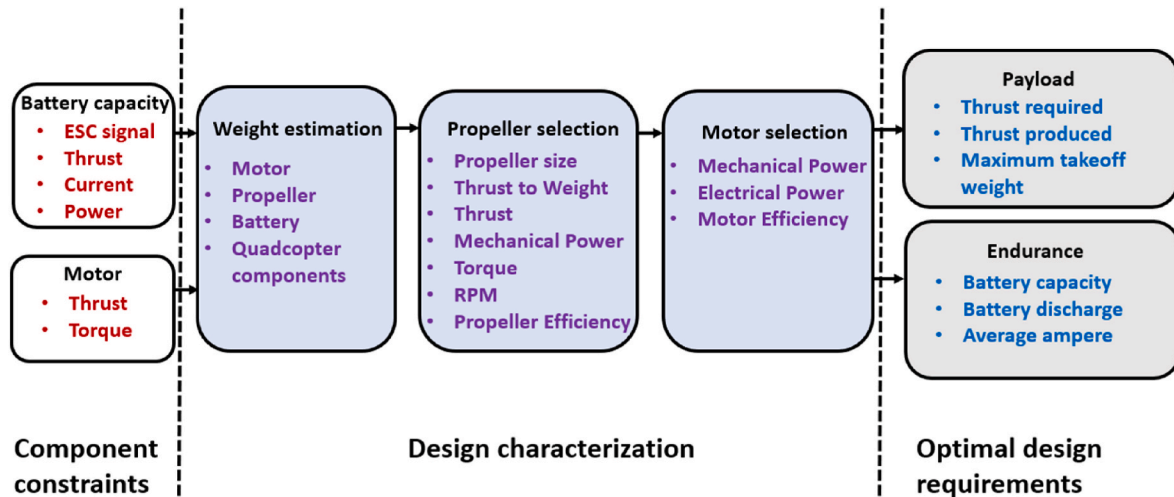 Battery capacity
• ESC signal
• Thrust
• Current
• Power
Motor
• Thrust
• Torque
Weight estimation
• Motor
• Propeller
• Battery
• Quadcopter
components
Propeller selection
• Propeller size
• Thrust to Weight
• Thrust
• Mechanical Power
• Torque
• RPM
• Propeller Efficiency
Motor selection
• Mechanical Power
• Electrical Power
• Motor Efficiency
Payload
• Thrust required
• Thrust produced
• Maximum takeoff
weight
Endurance
• Battery capacity
• Battery discharge
• Average ampere
Component
constraints
Design characterization
Optimal design
requirements